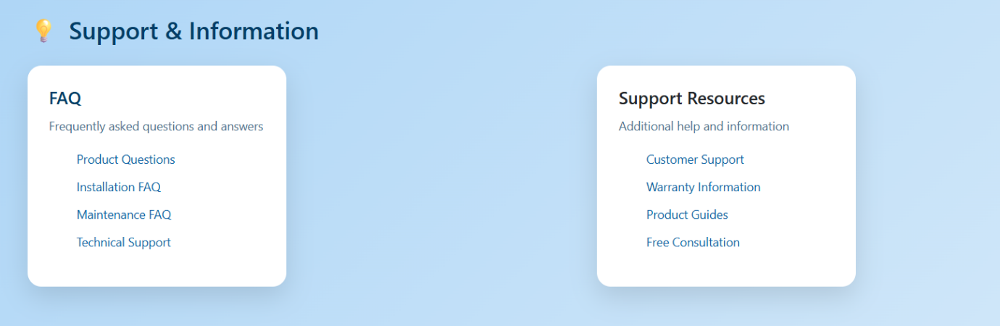 Support & Information
FAQ
Frequently asked questions and answers
Product Questions
Installation FAQ
Maintenance FAQ
Technical Support
Support Resources
Additional help and information
Customer Support
Warranty Information
Product Guides
Free Consultation